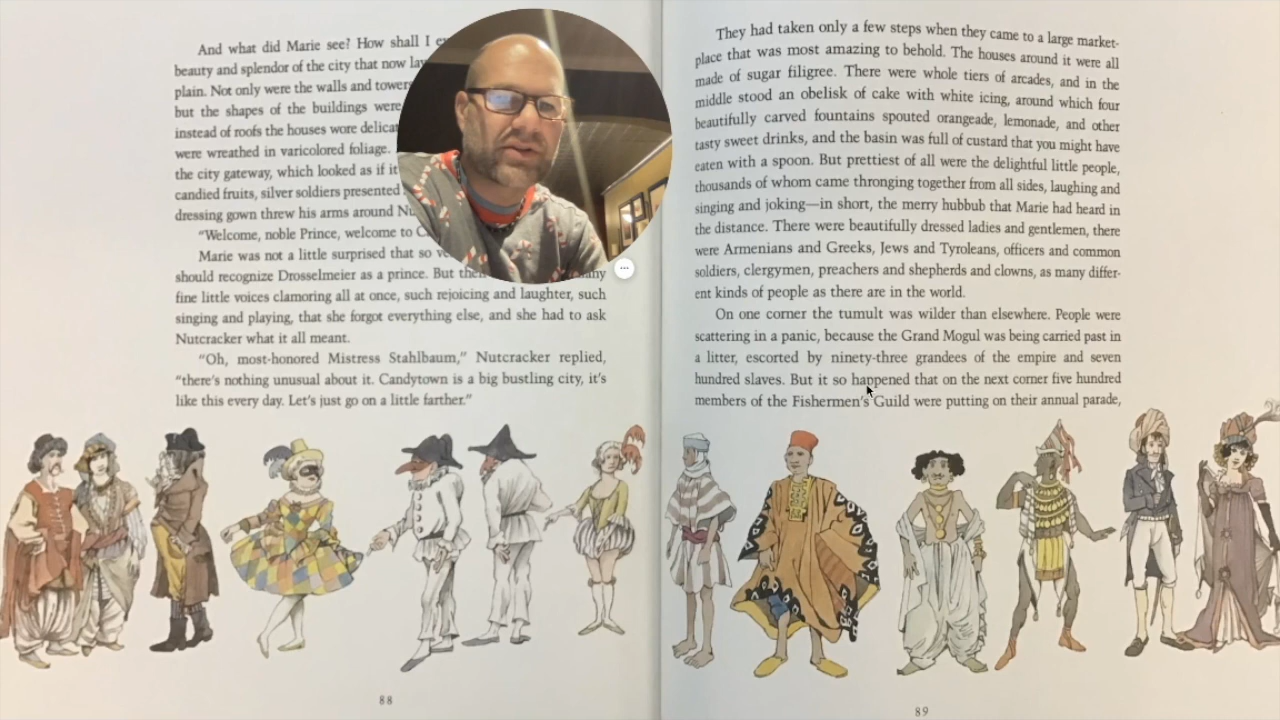 And what did Marie see? How shall I
beauty and splendor of the city that now
plain. Not only were the walls and
but the shapes of the buildings were
instead of roofs the houses wore
were wreathed in varicolored foliage.
the city gateway, which looked as if it
candied fruits, silver soldiers presented
dressing gown threw his arms around
"Welcome, noble Prince, welcome to
Marie was not a little surprised that so
should recognize Drosselmeier as a prince. But
fine little voices clamoring all at once, such rejoicing and laughter, such
singing and playing, that she forgot everything else, and she had to ask
Nutcracker what it all meant.
"Oh, most-honored Mistress Stahlbaum," Nutcracker replied,
"there's nothing unusual about it. Candytown is a big bustling city, it's
like this every day. Let's just go on a little farther."
88
They had taken only a few steps when they came to a large market-
place that was most amazing to behold. The houses around it were all
made of sugar filigree. There were whole tiers of arcades, and in the
middle stood an obelisk of cake with white icing, around which four
beautifully carved fountains spouted orangeade, lemonade, and other
tasty sweet drinks, and the basin was full of custard that you might have
eaten with a spoon. But prettiest of all were the delightful little people,
thousands of whom came thronging together from all sides, laughing and
singing and joking—in short, the merry hubbub that Marie had heard in
the distance. There were beautifully dressed ladies and gentlemen, there
were Armenians and Greeks, Jews and Tyroleans, officers and common
soldiers, clergymen, preachers and shepherds and clowns, as many differ-
ent kinds of people as there are in the world.
On one corner the tumult was wilder than elsewhere. People were
scattering in a panic, because the Grand Mogul was being carried past in
a litter, escorted by ninety-three grandees of the empire and seven
hundred slaves. But it so happened that on the next corner five hundred
members of the Fishermen's Guild were putting on their annual parade,
89